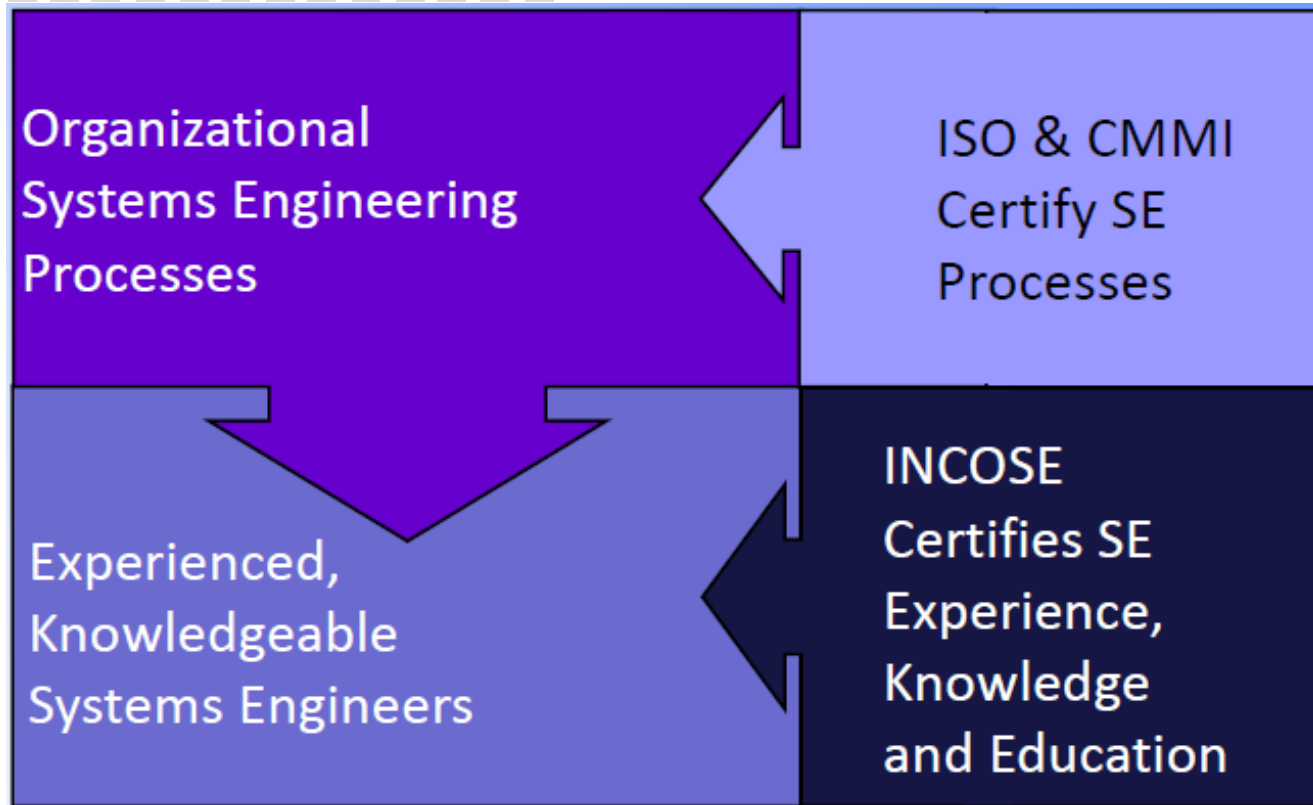 Organizational
Systems Engineering
Processes
ISO & CMMI
Certify SE
Processes
Experienced,
Knowledgeable
Systems Engineers
INCOSE
Certifies SE
Experience,
Knowledge
and Education